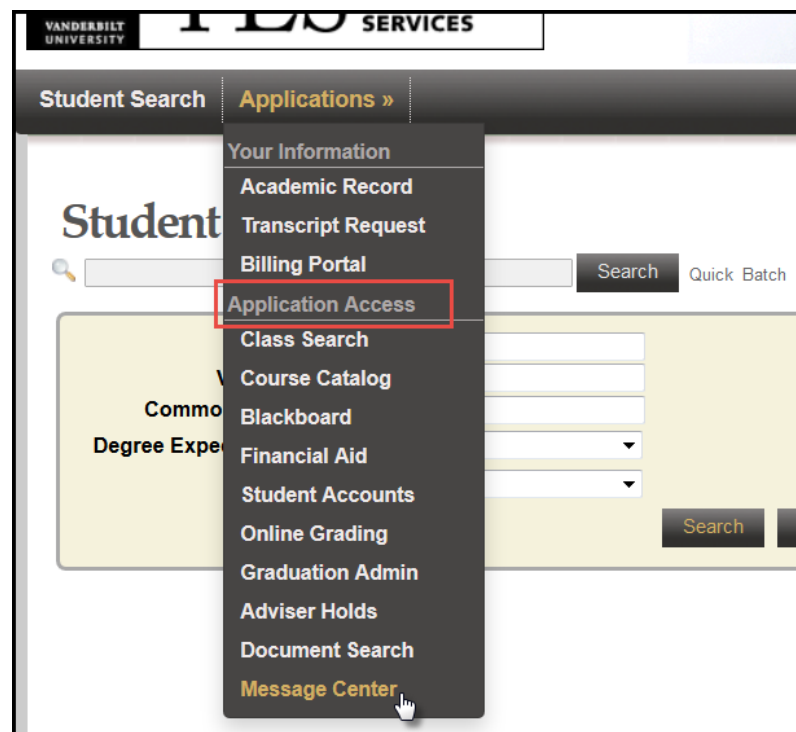 VANDERBILT
UNIVERSITY
SERVICES
Student Search Applications »
Your Information
Academic Record
Student
Transcript Request
Billing Portal
Search Quick Batch
Application Access
Class Search
Course Catalog
Blackboard
Financial Aid
Student Accounts
Search
Online Grading
Graduation Admin
Adviser Holds
Document Search
Message Center